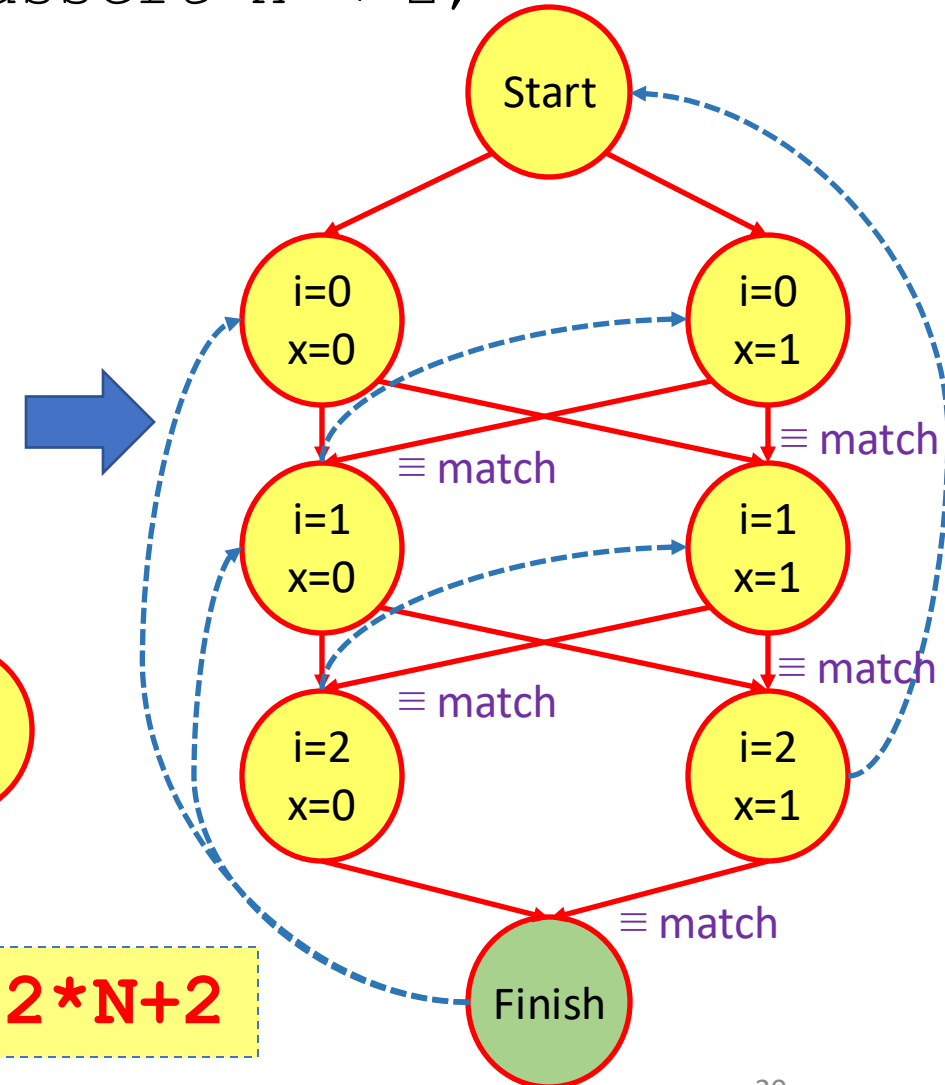 Start
i=0
x=0
i=0
x=1
≡ match
≡ match
i=1
x=0
i=1
x=1
≡ match
≡ match
i=2
x=0
i=2
x=1
≡ match
2*N+2
Finish